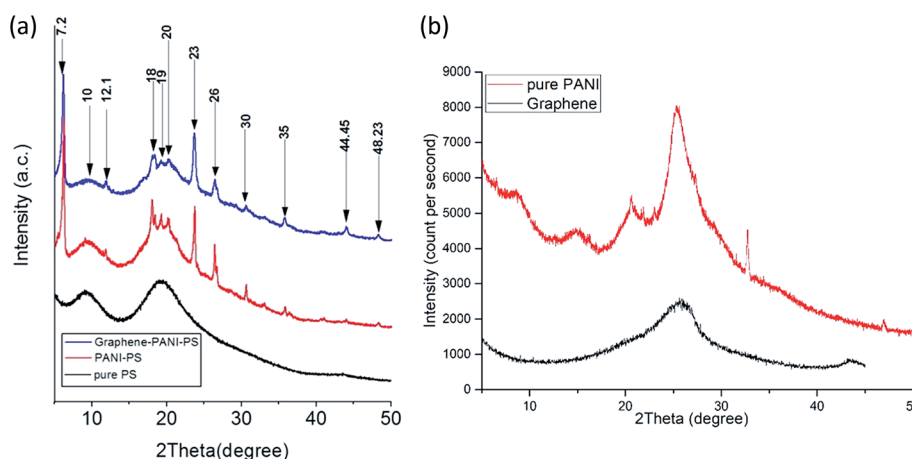 (a)
7.2
10
12.1
18
19
20
23
26
30
35
44.45
48.23
Intensity (a.c.)
Graphene-PANI-PS
PANI-PS
pure PS
10
20
30
40
50
2Theta(degree)
(b)
9000
8000
7000
6000
5000
4000
3000
2000
1000
0
Intensity (count per second)
pure PANI
Graphene
10
20
30
40
50
2Theta (degree)